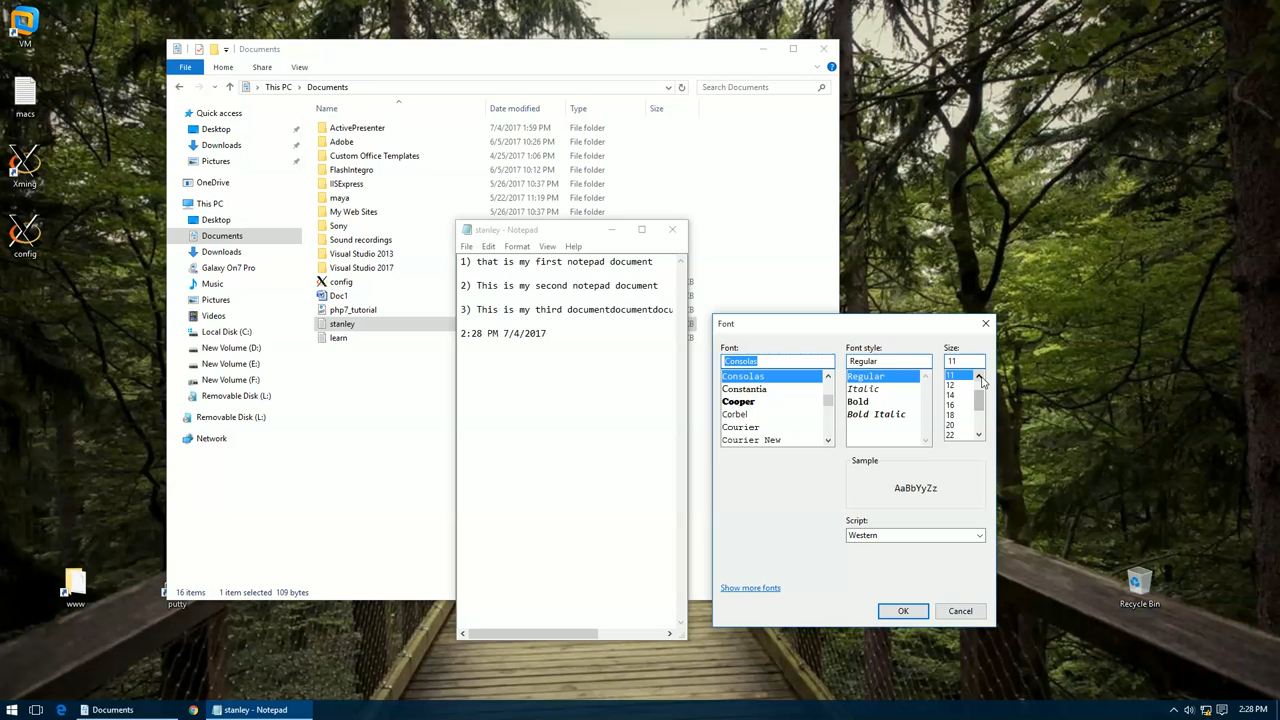 .VM
macs
Xming
config
www
putty
Recycle Bin
Documents
File
Home
Share
View
This PC
Documents
Search Documents
Quick access
Desktop
Downloads
Pictures
OneDrive
This PC
Desktop
Documents
Downloads
Galaxy On7 Pro
Music
Pictures
Videos
Local Disk (C:)
New Volume (D:)
New Volume (E:)
New Volume (F:)
Removable Disk (L:)
Removable Disk (L:)
Network
Name Date modified Type Size
ActivePresenter 7/4/2017 1:59 PM File folder
Adobe 6/5/2017 10:26 PM File folder
Custom Office Templates 4/25/2017 1:06 PM File folder
FlashIntegro 6/5/2017 10:12 PM File folder
IISExpress 5/26/2017 10:37 PM File folder
maya 5/22/2017 11:19 PM File folder
My Web Sites 5/26/2017 10:37 PM File folder
Sony
Sound recordings
Visual Studio 2013
Visual Studio 2017
config
Doc1
php7_tutorial
stanley
learn
16 items 1 item selected 109 bytes
stanley - Notepad
File Edit Format View Help
1) that is my first notepad document
2) This is my second notepad document
3) This is my third documentdocumentdocu
2:28 PM 7/4/2017
Font
Font:
Consolas
Consolas
Constantia
Cooper
Corbel
Courier
Courier New
Font style:
Regular
Regular
Italic
Bold
Bold Italic
Size:
11
11
12
14
16
18
20
22
Sample
AaBbYyZz
Script:
Western
Show more fonts
OK
Cancel
Documents
stanley - Notepad
2:28 PM